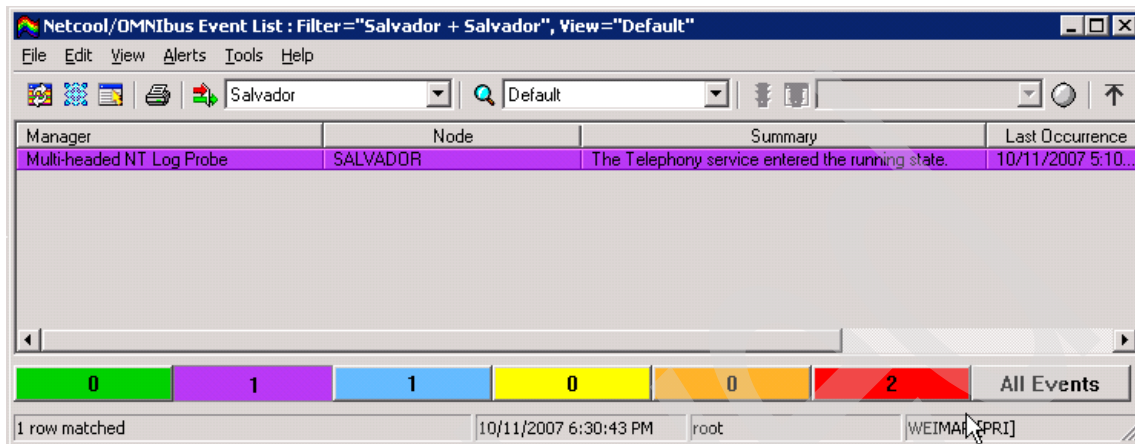 Netcool/OMNIbus Event List : Filter="Salvador + Salvador", View="Default"
File Edit View Alerts Tools Help
Salvador Default
Manager Node Summary Last Occurrence
Multi-headed NT Log Probe SALVADOR The Telephony service entered the running state. 10/11/2007 5:10...
0 1 1 0 0 2 All Events
1 row matched 10/11/2007 6:30:43 PM root